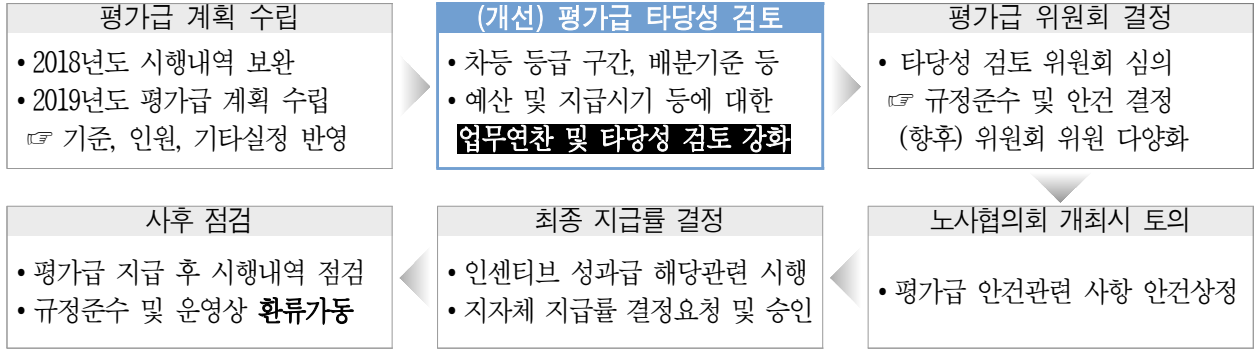 평가급 계획 수립
• 2018년도 시행내역 보완
• 2019년도 평가급 계획 수립
☞ 기준, 인원, 기타실정 반영
(개선) 평가급 타당성 검토
• 차등 등급 구간, 배분기준 등
• 예산 및 지급시기 등에 대한
업무연찬 및 타당성 검토 강화
평가급 위원회 결정
• 타당성 검토 위원회 심의
☞ 규정준수 및 안건 결정
(향후) 위원회 위원 다양화
노사협의회 개최시 토의
• 평가급 안건관련 사항 안건상정
최종 지급률 결정
• 인센티브 성과급 해당관련 시행
• 지자체 지급률 결정요청 및 승인
사후 점검
• 평가급 지급 후 시행내역 점검
• 규정준수 및 운영상 환류가동